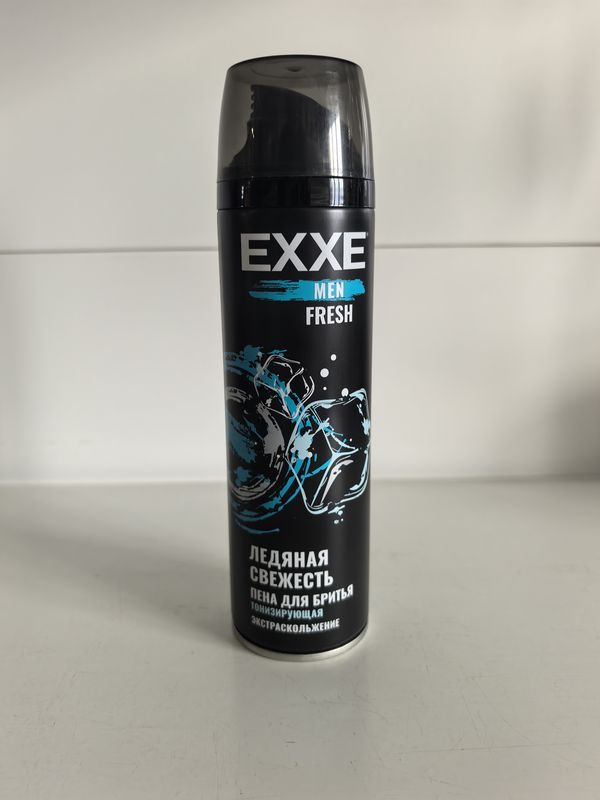 EXXE
MEN
FRESH
ЛЕДЯНАЯ
СВЕЖЕСТЬ
ПЕНА ДЛЯ БРИТЬЯ
ТОНИЗИРУЮЩАЯ
ЭКСТРАСКОЛЬЖЕНИЕ